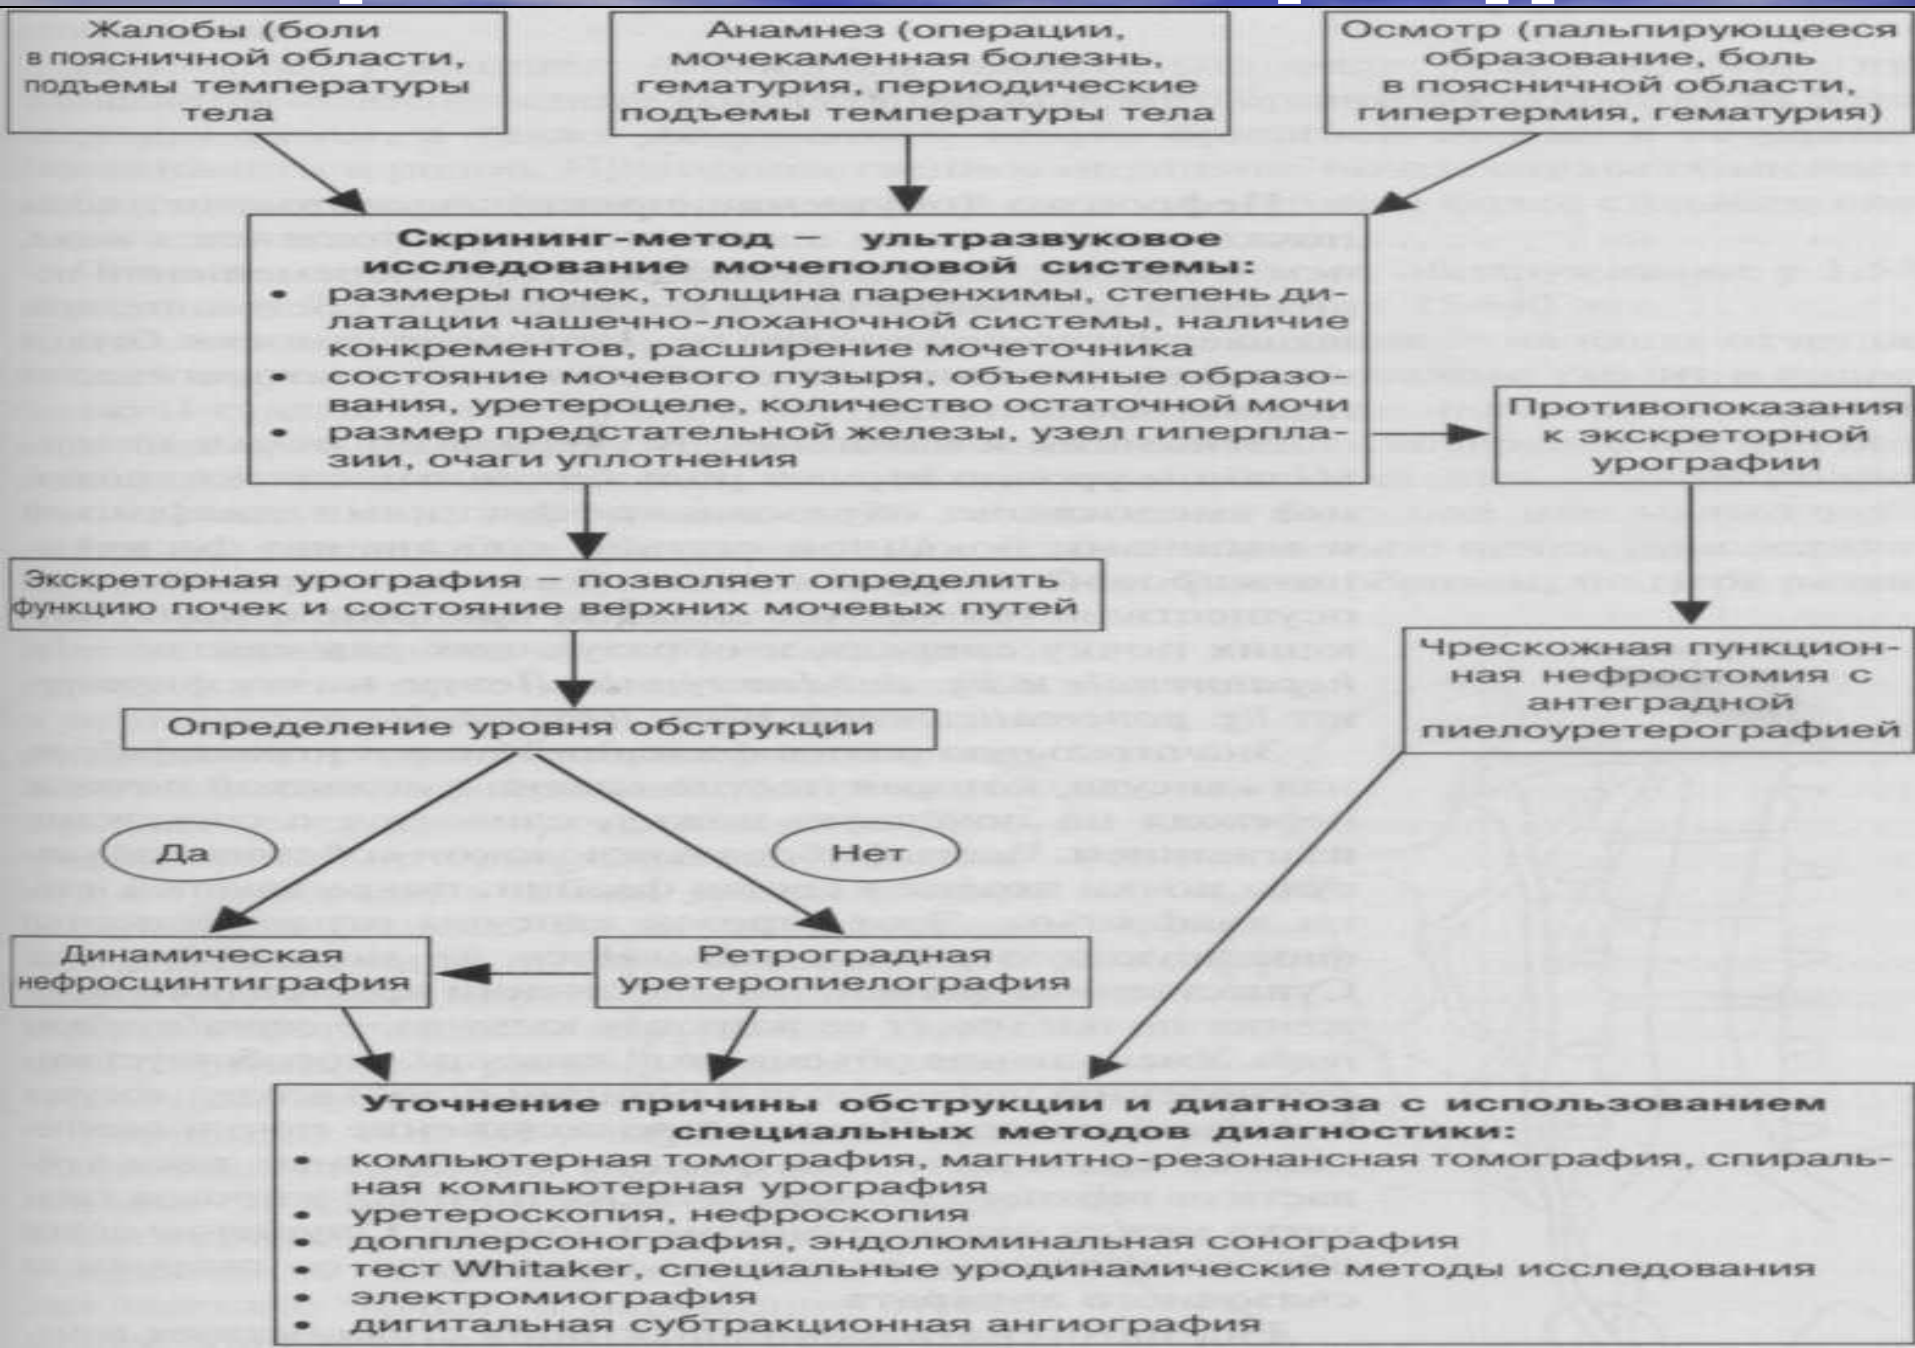 Жалобы (боли
в поясничной области,
подъемы температуры
тела
Анамнез (операции,
мочекаменная болезнь,
гематурия, периодические
подъемы температуры тела
Осмотр (пальпирующееся
образование, боль
в поясничной области,
гипертермия, гематурия)
Скрининг-метод – ультразвуковое
исследование мочеполовой системы:
• размеры почек, толщина паренхимы, степень ди-
латации чашечно-лоханочной системы, наличие
конкрементов, расширение мочеточника
• состояние мочевого пузыря, объемные образо-
вания, уретероцеле, количество остаточной мочи
• размер предстательной железы, узел гиперпла-
зии, очаги уплотнения
Противопоказания
к экскреторной
урографии
Экскреторная урография – позволяет определить
функцию почек и состояние верхних мочевых путей
Чрескожная пункцион-
ная нефростомия с
антеградной
пиелоуретерографией
Определение уровня обструкции
Да
Нет
Динамическая
нефросцинтиграфия
Ретроградная
уретеропиелография
Уточнение причины обструкции и диагноза с использованием
специальных методов диагностики:
• компьютерная томография, магнитно-резонансная томография, спираль-
ная компьютерная урография
• уретероскопия, нефроскопия
• допплерсонография, эндолюминальная сонография
• тест Whitaker, специальные уродинамические методы исследования
• электромиография
• дигитальная субтракционная ангиография